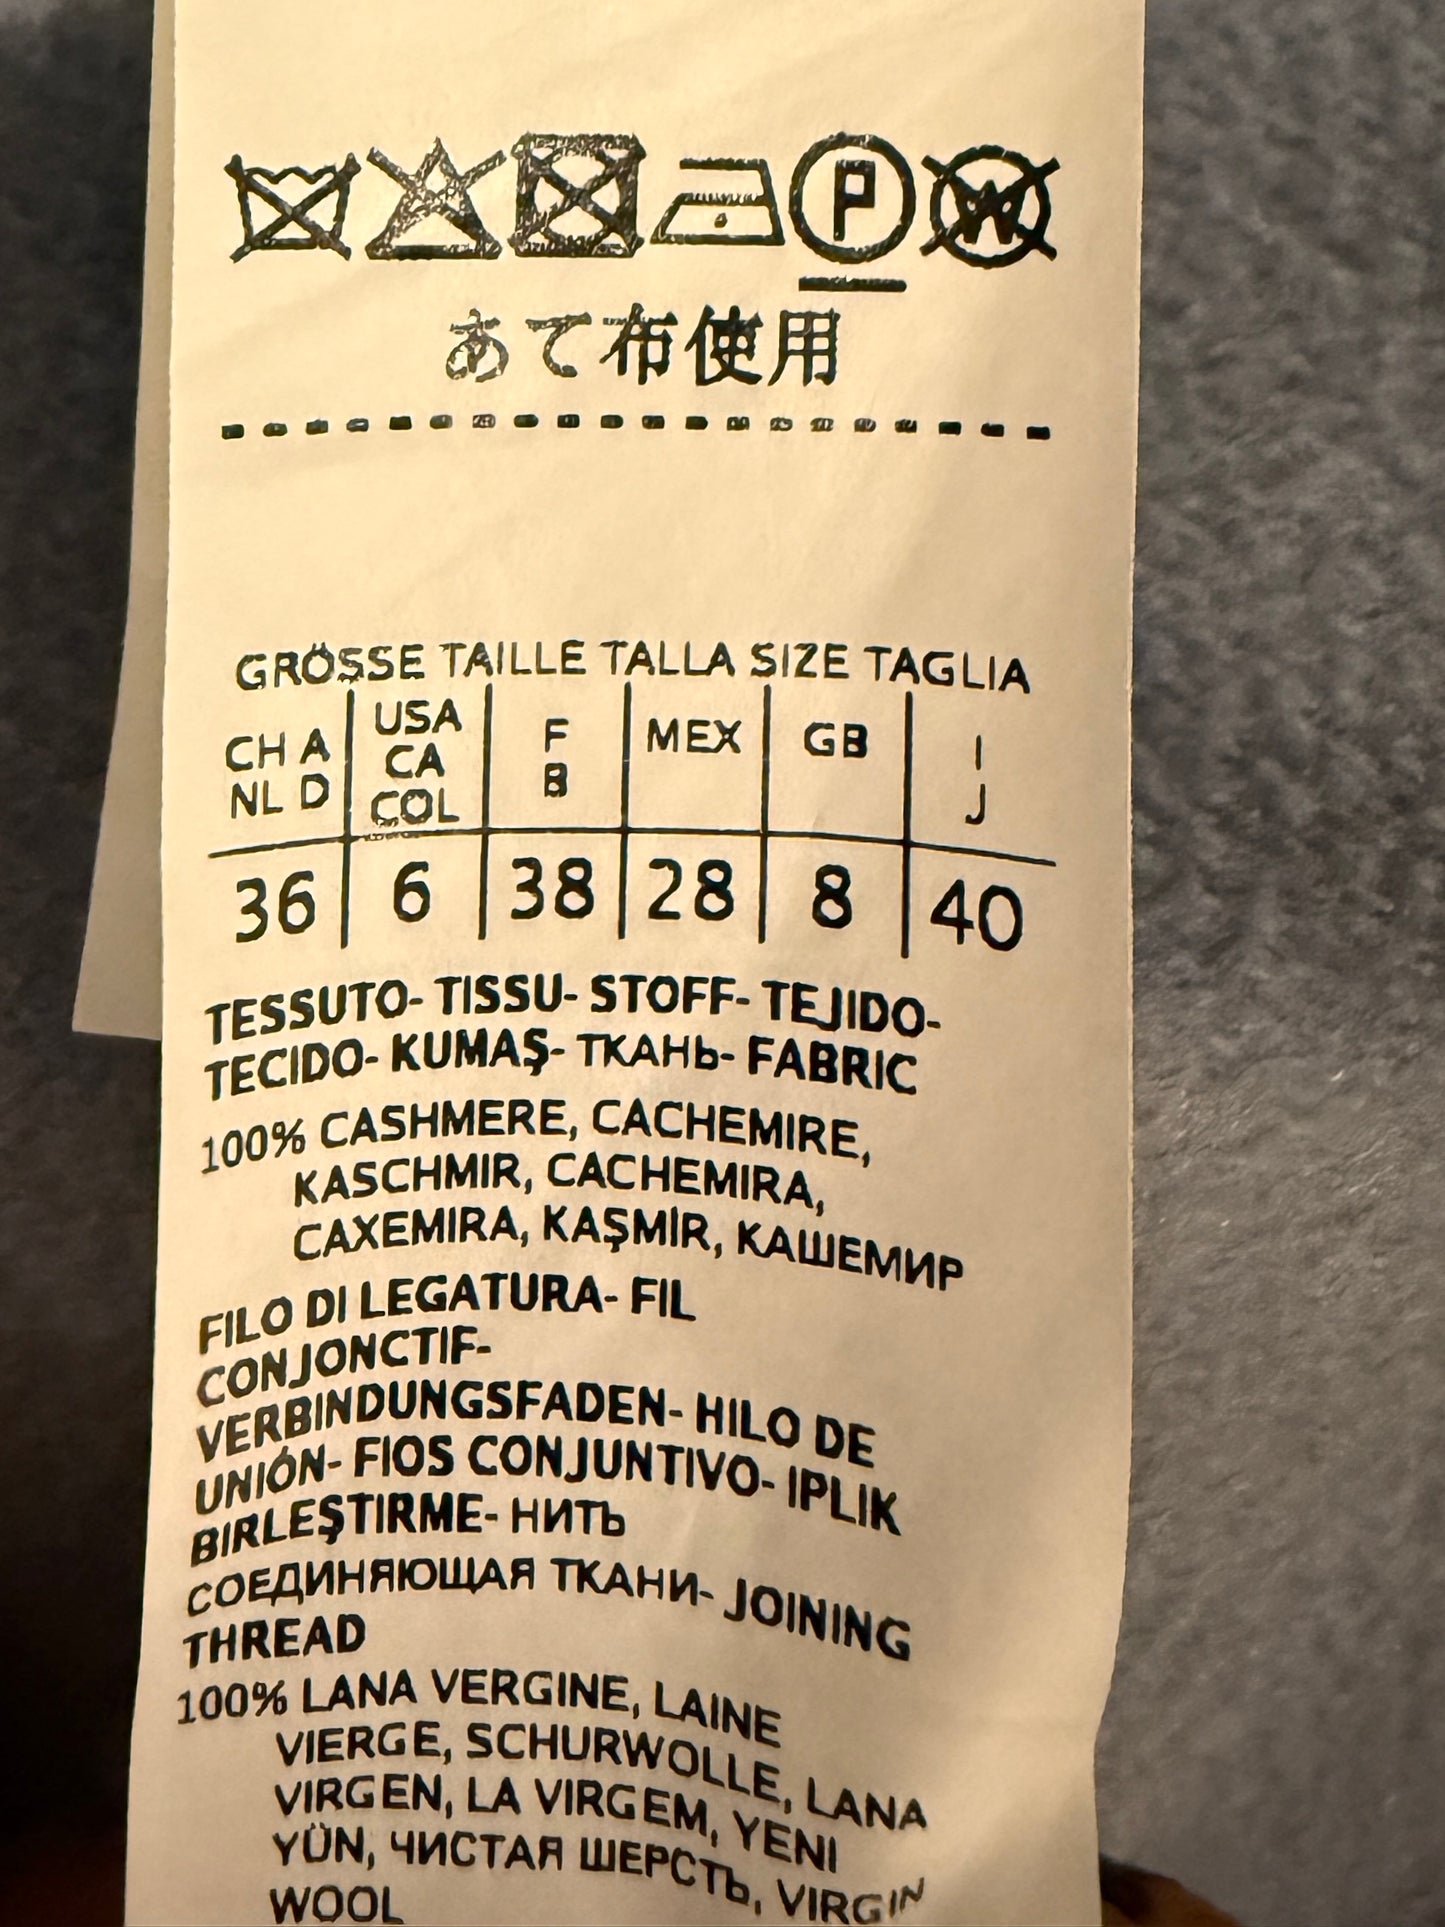 P W
あて布使用
GRÖSSE TAILLE TALLA SIZE TAGLIA
CH A NL D USA CA COL F B MEX GB I J
36 6 38 28 8 40
TESSUTO- TISSU- STOFF- TEJIDO-
TECIDO- KUMAŞ- ТКАНЬ- FABRIC
100% CASHMERE, CACHEMIRE,
KASCHMIR, CACHEMIRA,
CAXEMIRA, KAŞMİR, КАШЕМИР
FILO DI LEGATURA- FIL
CONJONCTIF-
VERBINDUNGSFADEN- HILO DE
UNIÓN- FIOS CONJUNTIVO- IPLIK
BIRLEŞTIRME- НИТЬ
СОЕДИНЯЮЩАЯ ТКАНИ- JOINING
THREAD
100% LANA VERGINE, LAINE
VIERGE, SCHURWOLLE, LANA
VIRGEN, LA VIRGEM, YENI
YÜN, ЧИСТАЯ ШЕРСТЬ, VIRGIN
WOOL